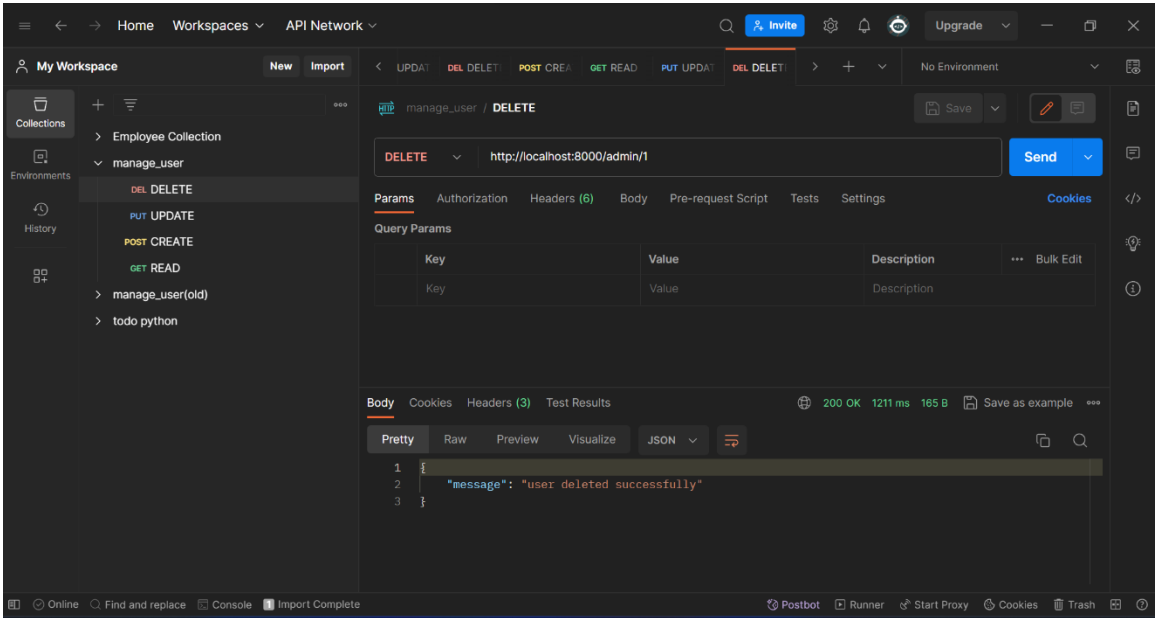 Home Workspaces API Network Invite Upgrade
My Workspace New Import UPDAT DEL DELETI POST CREA GET READ PUT UPDAT DEL DELETI No Environment
Collections
HTTP manage_user / DELETE Save
Employee Collection
Environments
manage_user
DELETE http://localhost:8000/admin/1 Send
DEL DELETE
PUT UPDATE
POST CREATE
GET READ
History
manage_user(old)
todo python
Params Authorization Headers (6) Body Pre-request Script Tests Settings Cookies
Query Params
Key Value Description Bulk Edit
Key Value Description
Body Cookies Headers (3) Test Results 200 OK 1211 ms 165 B Save as example
Pretty Raw Preview Visualize JSON
1 {
2 "message": "user deleted successfully"
3 }
Online Find and replace Console 1 Import Complete Postbot Runner Start Proxy Cookies Trash